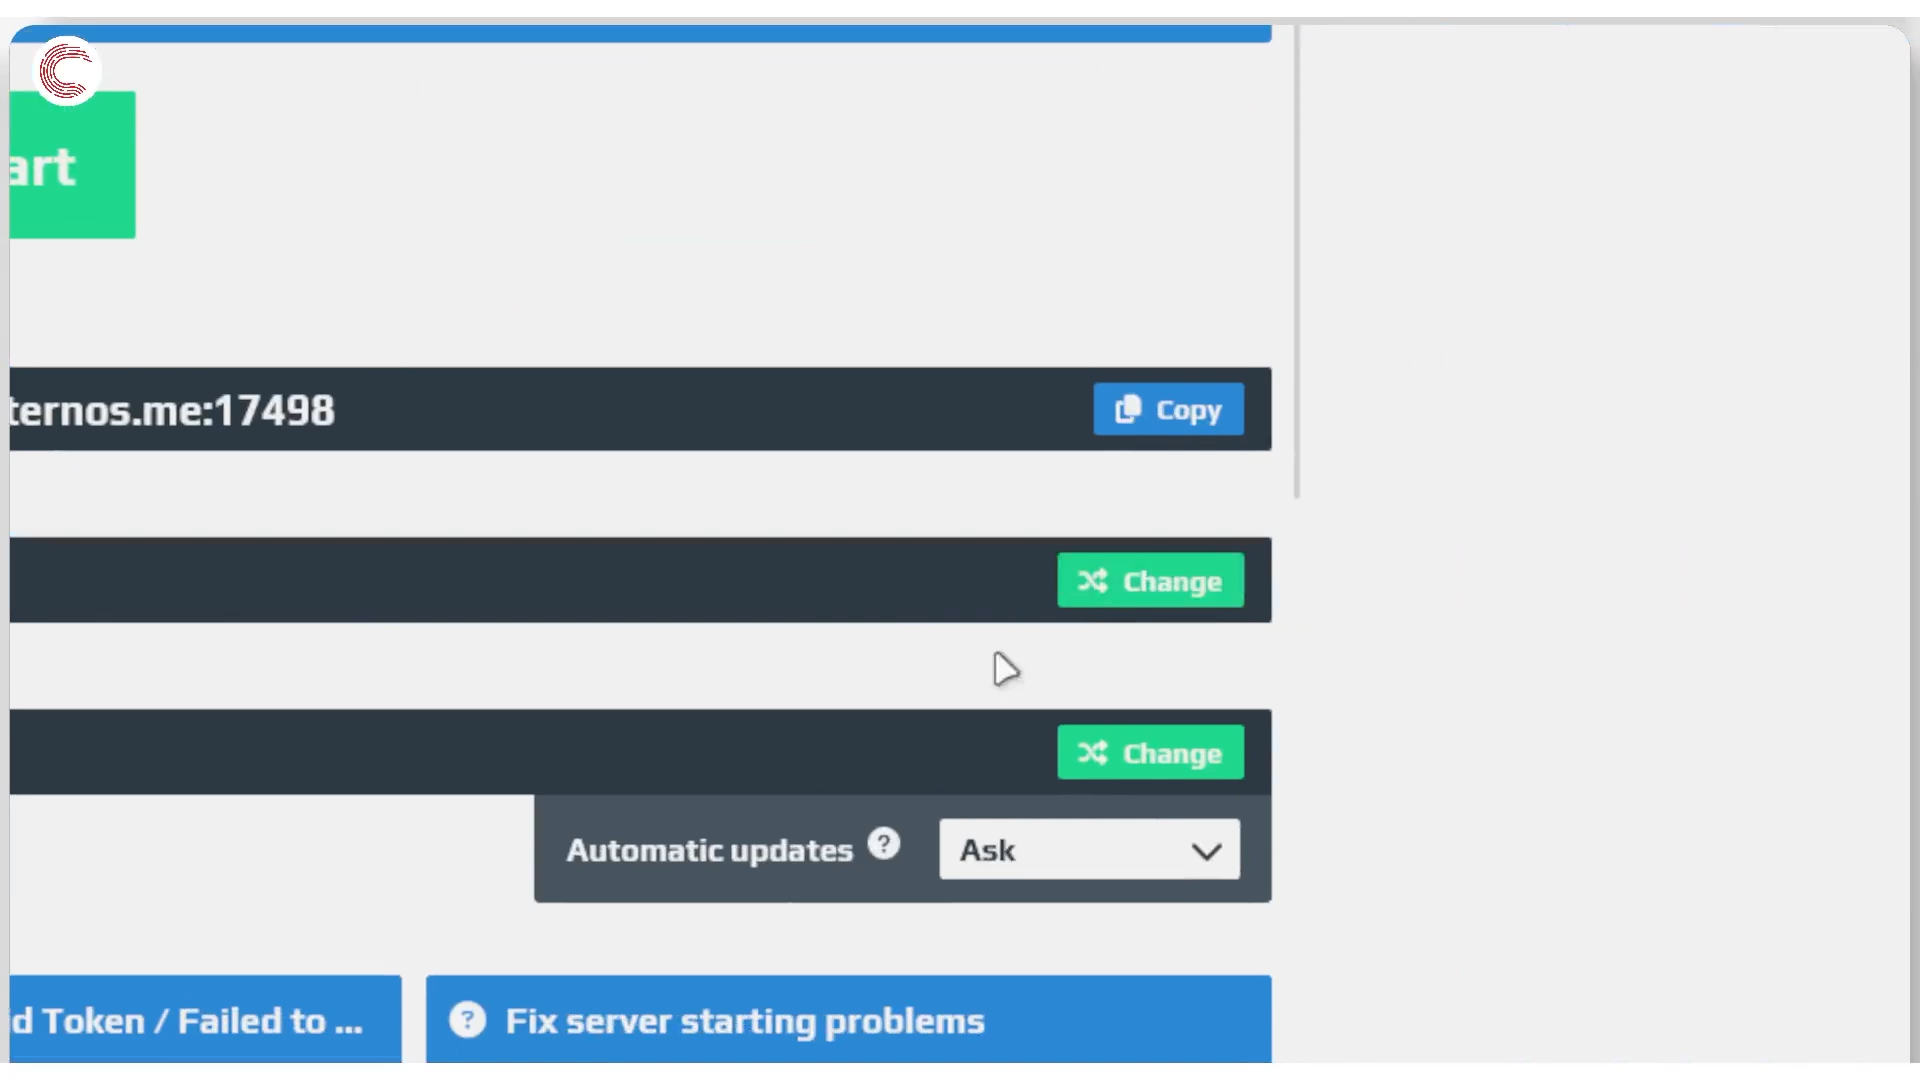 art
ternos.me:17498
Copy
Change
Change
Automatic updates ?
Ask
d Token / Failed to ...
? Fix server starting problems